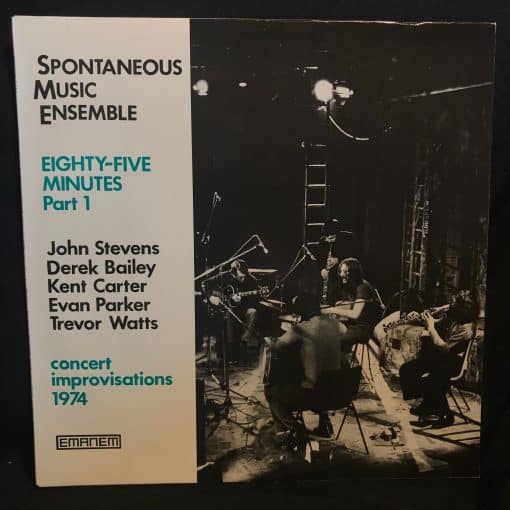 SPONTANEOUS
MUSIC
ENSEMBLE
EIGHTY-FIVE
MINUTES
Part 1
John Stevens
Derek Bailey
Kent Carter
Evan Parker
Trevor Watts
concert
improvisations
1974
EMANEM